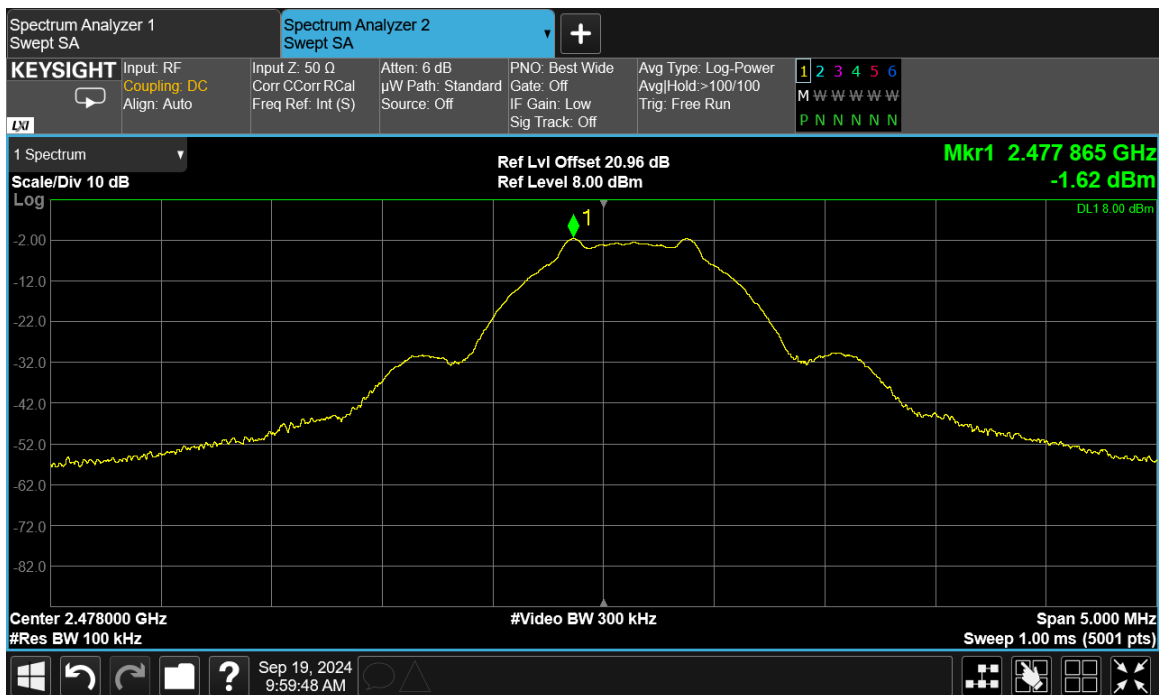 Spectrum Analyzer 1
Swept SA
Spectrum Analyzer 2
Swept SA
▼
+
KEYSIGHT
LXI
Input: RF
Coupling: DC
Align: Auto
Input Z: 50 Ω
Corr CCorr RCal
Freq Ref: Int (S)
Atten: 6 dB
µW Path: Standard
Source: Off
PNO: Best Wide
Gate: Off
IF Gain: Low
Sig Track: Off
Avg Type: Log-Power
Avg|Hold:>100/100
Trig: Free Run
1 2 3 4 5 6
M W W W W W
P N N N N N
1 Spectrum ▼
Scale/Div 10 dB
Log
Ref Lvl Offset 20.96 dB
Ref Level 8.00 dBm
Mkr1 2.477 865 GHz
-1.62 dBm
DL1 8.00 dBm
1
-2.00
-12.0
-22.0
-32.0
-42.0
-52.0
-62.0
-72.0
-82.0
Center 2.478000 GHz
#Res BW 100 kHz
#Video BW 300 kHz
Span 5.000 MHz
Sweep 1.00 ms (5001 pts)
?
Sep 19, 2024
9:59:48 AM